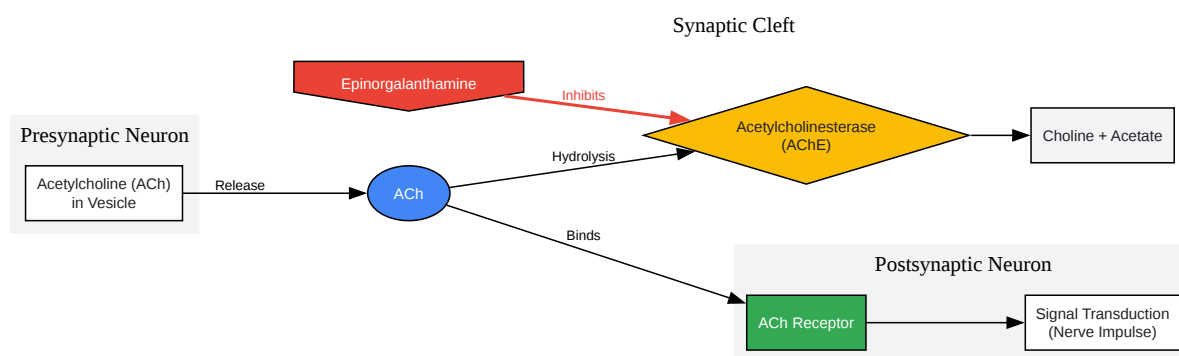 Synaptic Cleft
Epinorgalanthamine
Inhibits
Acetylcholinesterase
(AChE)
Choline + Acetate
Presynaptic Neuron
Acetylcholine (ACh)
in Vesicle
Release
ACh
Hydrolysis
Binds
Postsynaptic Neuron
ACh Receptor
Signal Transduction
(Nerve Impulse)